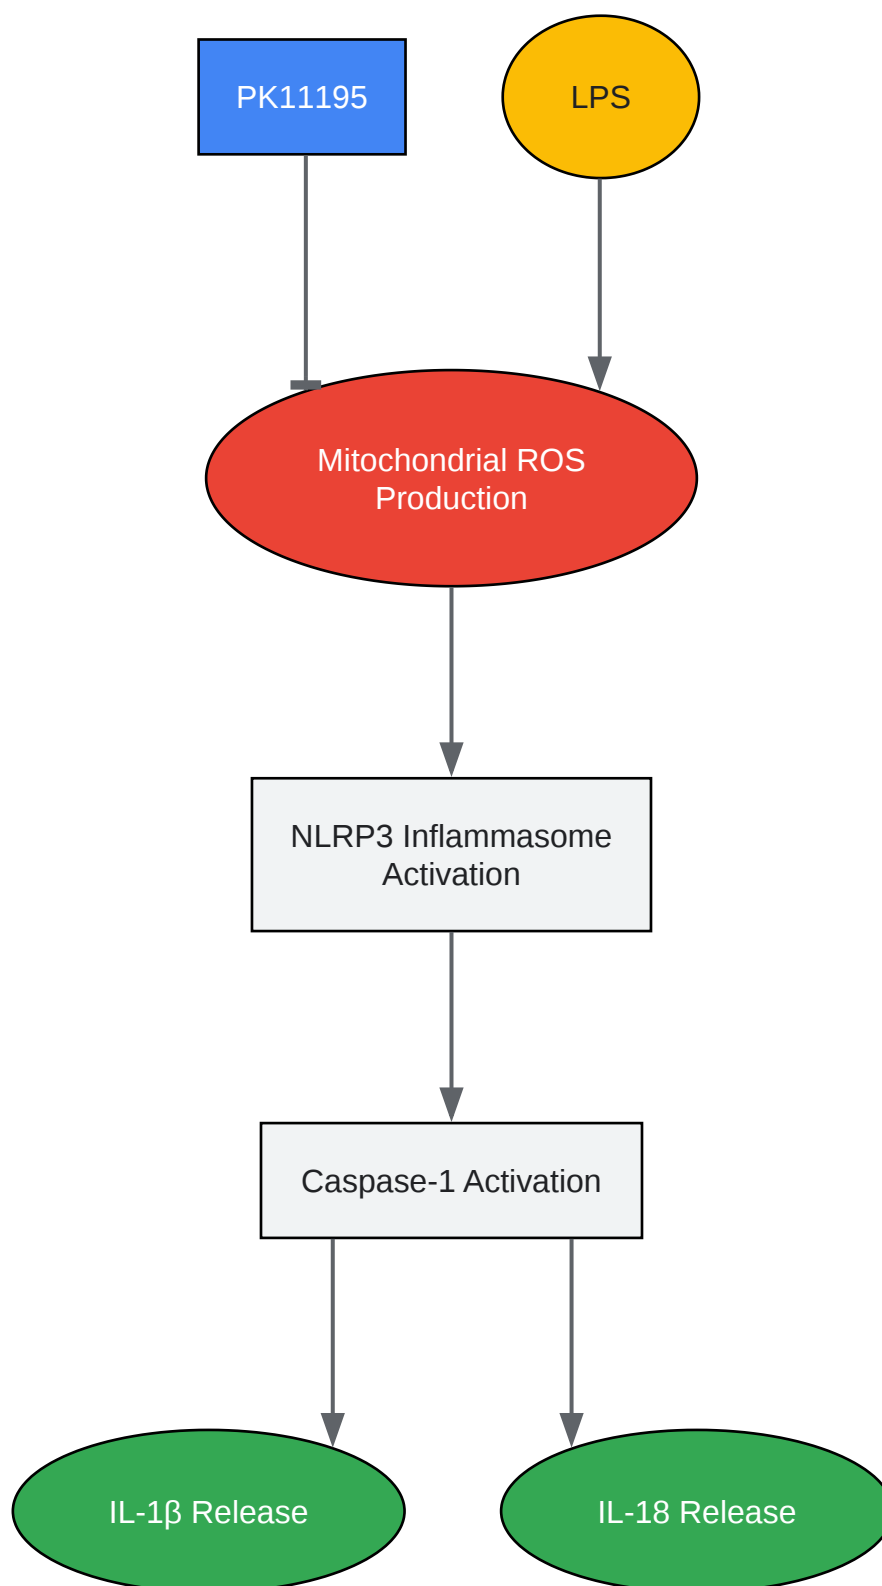 PK11195
LPS
Mitochondrial ROS
Production
NLRP3 Inflammasome
Activation
Caspase-1 Activation
IL-1β Release
IL-18 Release